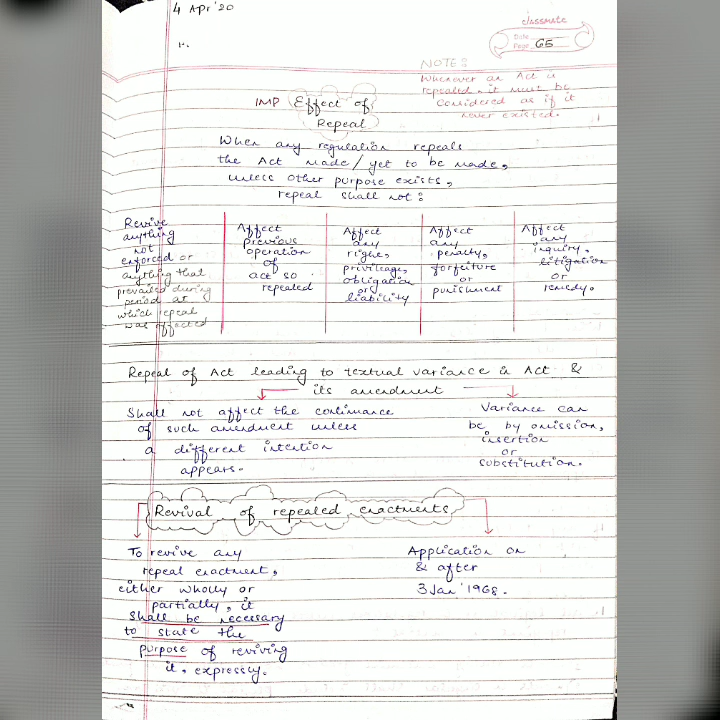 4 Apr '20
classmate
Date
Page 65
NOTE:
Whenever an Act is
repealed, it must be
considered as if it
never existed.
IMP Effect of
Repeal
When any regulation repeals
the Act made/yet to be made,
unless other purpose exists,
repeal shall not:
Revive
anything
not
enforced or
anything that
prevailed during
period at
which repeal
was effected
Affect
previous
operation
of
act so
repealed
Affect
any
right,
privilege,
obligation
or
liability
Affect
any
penalty,
forfeiture
or
punishment
Affect
any
inquiry,
litigation
or
remedy.
Repeal of Act leading to textual variance in Act &
its amendment
Shall not affect the continuance
of such amendment unless
a different intention
appears.
Variance can
be by omission,
insertion
or
substitution.
Revival of repealed enactments
To revive any
repeal enactment,
either wholly or
partially, it
shall be necessary
to state the
purpose of reviving
it, expressly.
Application on
& after
3 Jan' 1968.